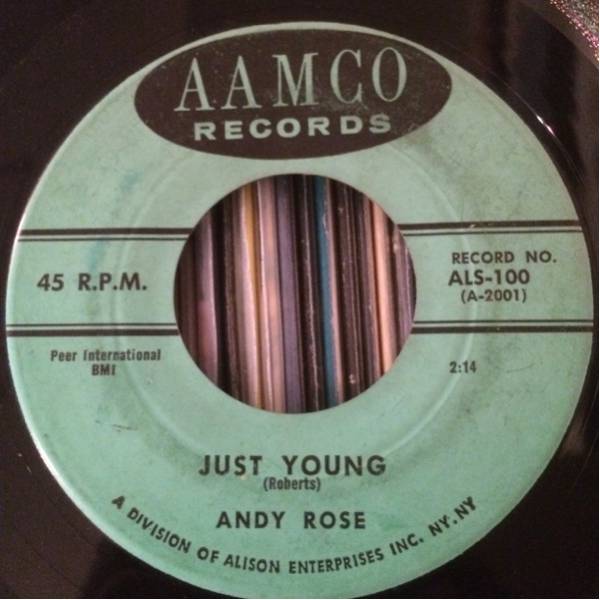 AAMCO
RECORDS
45 R.P.M.
RECORD NO.
ALS-100
(A-2001)
Peer International
BMI
2:14
JUST YOUNG
(Roberts)
ANDY ROSE
A DIVISION OF ALISON ENTERPRISES INC. NY. NY